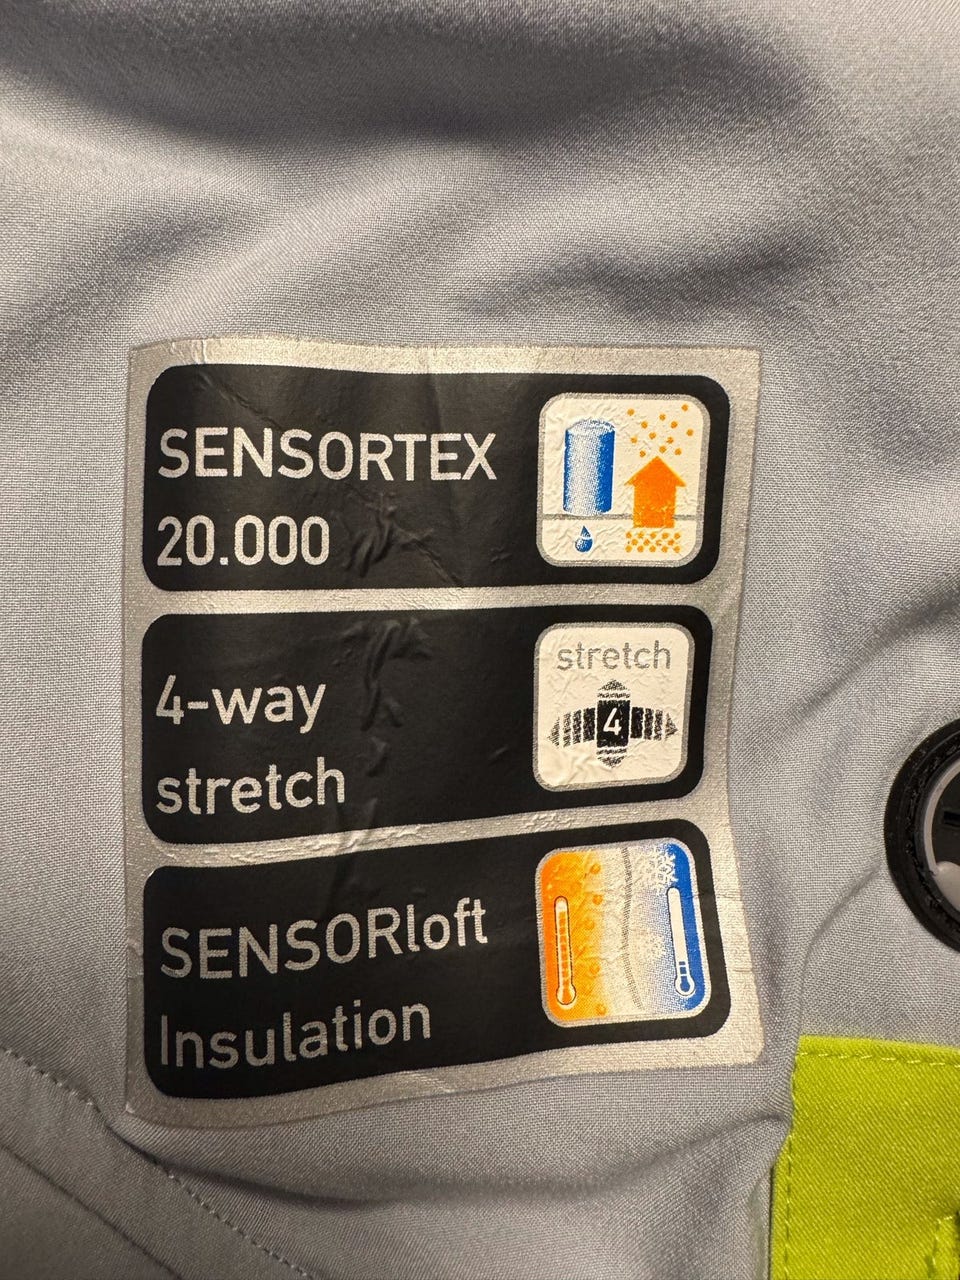 SENSORTEX
20.000
4-way
stretch
stretch
4
SENSORloft
Insulation